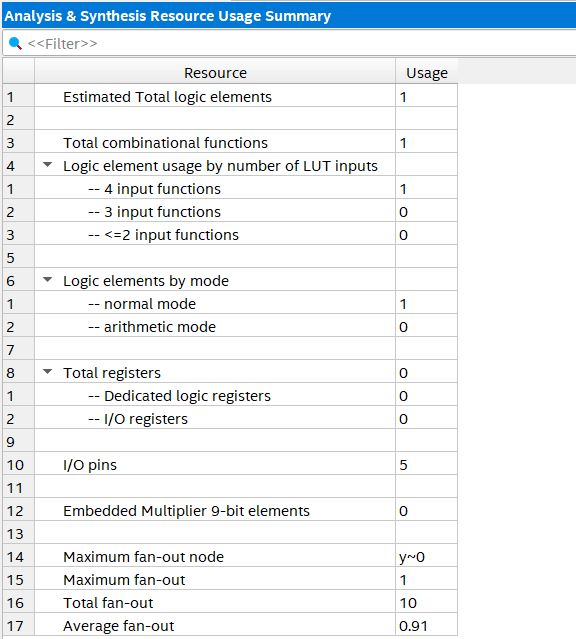 Analysis & Synthesis Resource Usage Summary
<<Filter>>
Resource Usage
1 Estimated Total logic elements 1
2
3 Total combinational functions 1
4 Logic element usage by number of LUT inputs
1 -- 4 input functions 1
2 -- 3 input functions 0
3 -- <=2 input functions 0
5
6 Logic elements by mode
1 -- normal mode 1
2 -- arithmetic mode 0
7
8 Total registers 0
1 -- Dedicated logic registers 0
2 -- I/O registers 0
9
10 I/O pins 5
11
12 Embedded Multiplier 9-bit elements 0
13
14 Maximum fan-out node y~0
15 Maximum fan-out 1
16 Total fan-out 10
17 Average fan-out 0.91